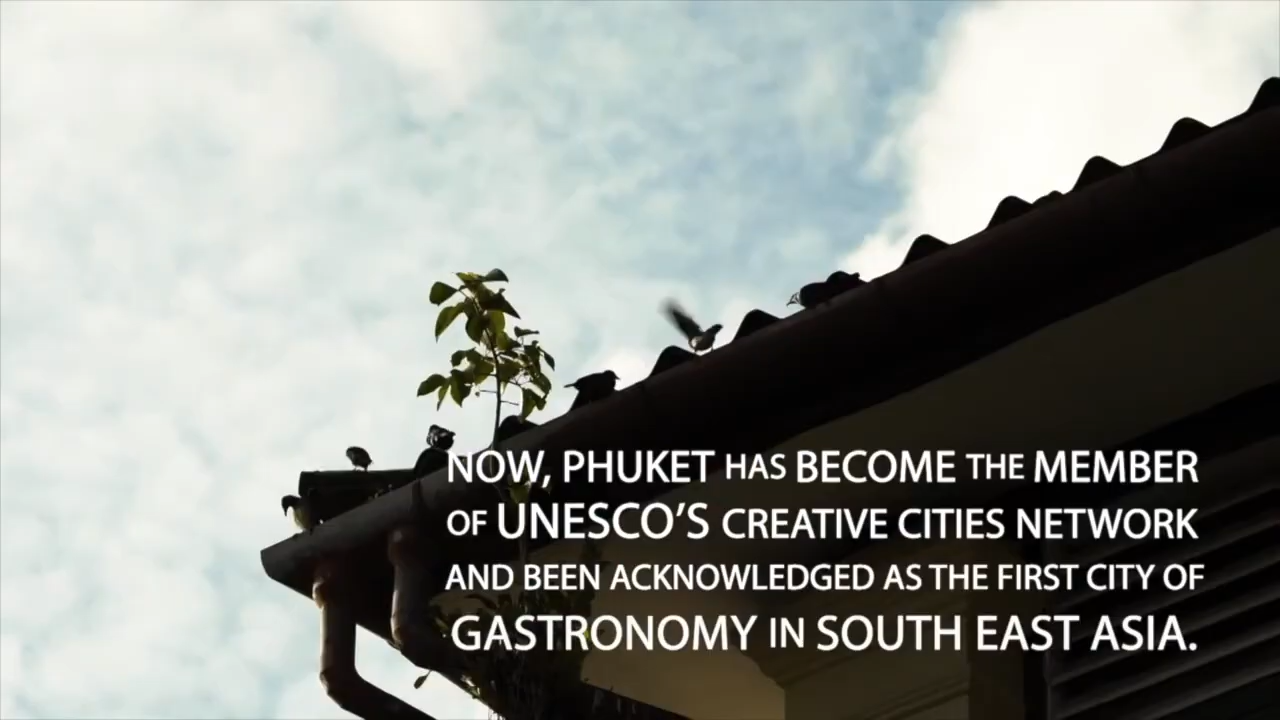 NOW, PHUKET HAS BECOME THE MEMBER
OF UNESCO'S CREATIVE CITIES NETWORK
AND BEEN ACKNOWLEDGED AS THE FIRST CITY OF
GASTRONOMY IN SOUTH EAST ASIA.